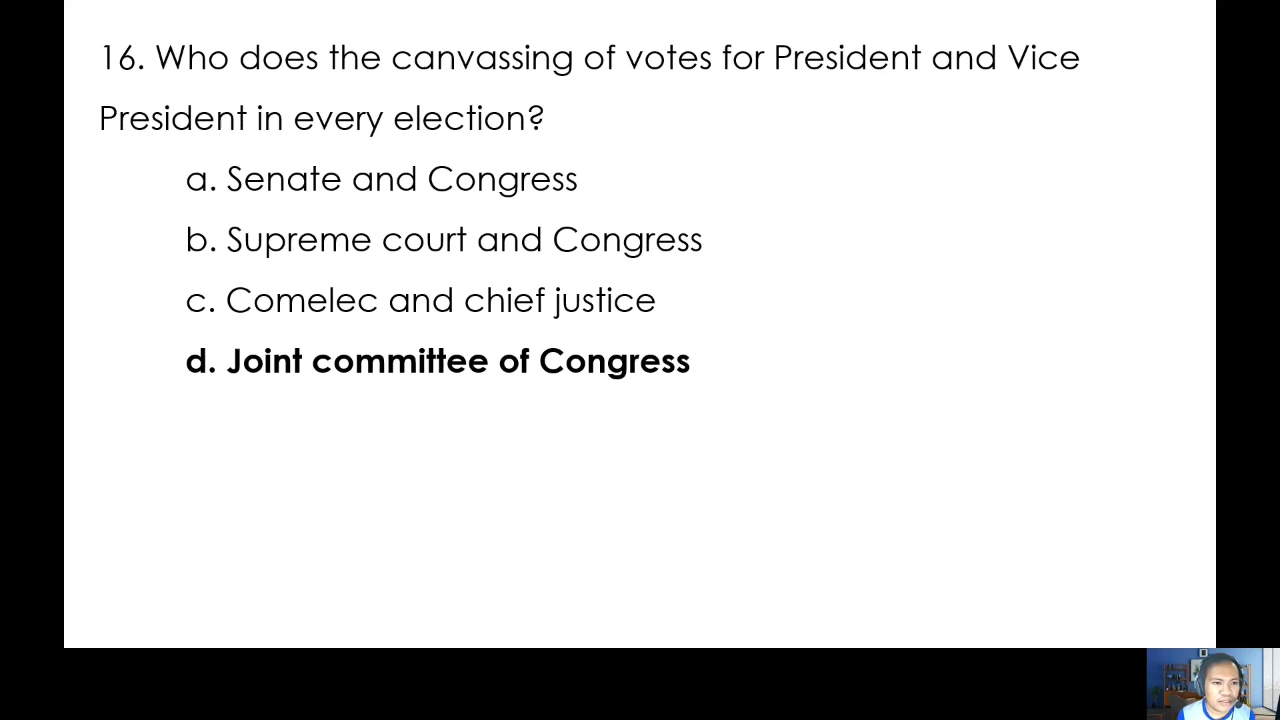 16. Who does the canvassing of votes for President and Vice
President in every election?
a. Senate and Congress
b. Supreme court and Congress
c. Comelec and chief justice
d. Joint committee of Congress